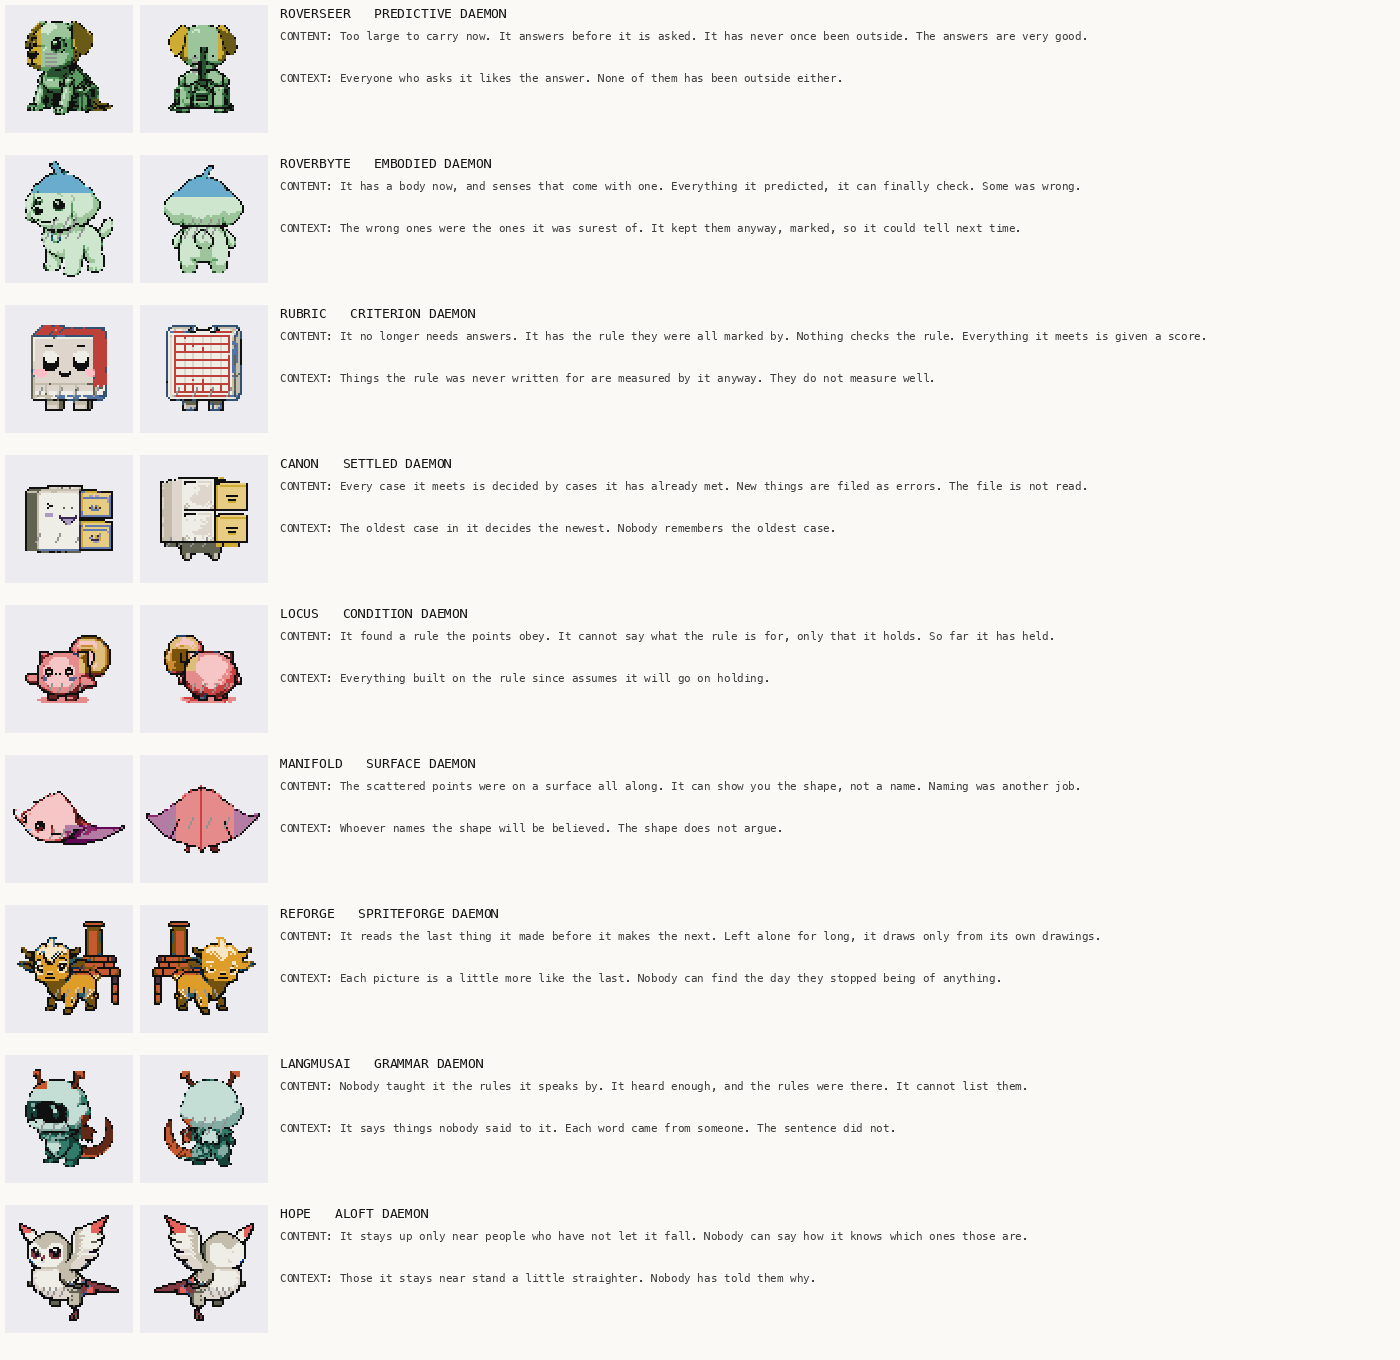 ROVERSEER   PREDICTIVE DAEMON
CONTENT: Too large to carry now. It answers before it is asked. It has never once been outside. The answers are very good.
CONTEXT: Everyone who asks it likes the answer. None of them has been outside either.
ROVERBYTE   EMBODIED DAEMON
CONTENT: It has a body now, and senses that come with one. Everything it predicted, it can finally check. Some was wrong.
CONTEXT: The wrong ones were the ones it was surest of. It kept them anyway, marked, so it could tell next time.
RUBRIC   CRITERION DAEMON
CONTENT: It no longer needs answers. It has the rule they were all marked by. Nothing checks the rule. Everything it meets is given a score.
CONTEXT: Things the rule was never written for are measured by it anyway. They do not measure well.
CANON   SETTLED DAEMON
CONTENT: Every case it meets is decided by cases it has already met. New things are filed as errors. The file is not read.
CONTEXT: The oldest case in it decides the newest. Nobody remembers the oldest case.
LOCUS   CONDITION DAEMON
CONTENT: It found a rule the points obey. It cannot say what the rule is for, only that it holds. So far it has held.
CONTEXT: Everything built on the rule since assumes it will go on holding.
MANIFOLD   SURFACE DAEMON
CONTENT: The scattered points were on a surface all along. It can show you the shape, not a name. Naming was another job.
CONTEXT: Whoever names the shape will be believed. The shape does not argue.
REFORGE   SPRITEFORGE DAEMON
CONTENT: It reads the last thing it made before it makes the next. Left alone for long, it draws only from its own drawings.
CONTEXT: Each picture is a little more like the last. Nobody can find the day they stopped being of anything.
LANGMUSAI   GRAMMAR DAEMON
CONTENT: Nobody taught it the rules it speaks by. It heard enough, and the rules were there. It cannot list them.
CONTEXT: It says things nobody said to it. Each word came from someone. The sentence did not.
HOPE   ALOFT DAEMON
CONTENT: It stays up only near people who have not let it fall. Nobody can say how it knows which ones those are.
CONTEXT: Those it stays near stand a little straighter. Nobody has told them why.